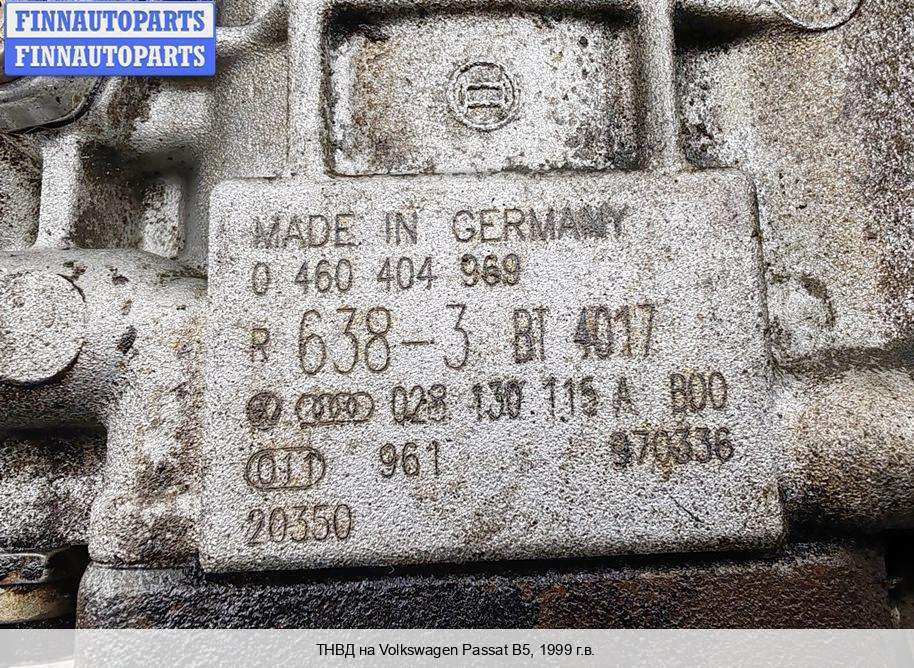 FINNAUTOPARTS
FINNAUTOPARTS
MADE IN GERMANY
0 460 404 969
R 638-3 BT 4017
028 130 115 A B00
011 961 970336
20350
ТНВД на Volkswagen Passat B5, 1999 г.в.